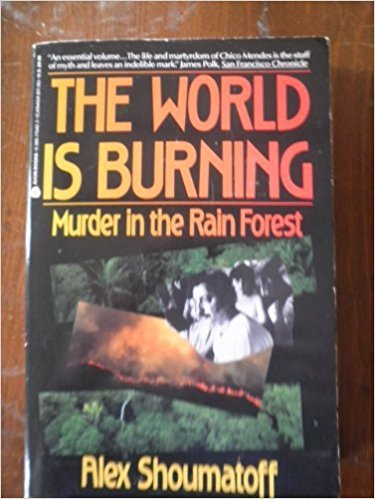 "An essential volume...The life and martyrdom of Chico Mendes is the stuff
of myth and leaves an indelible mark." James Polk, San Francisco Chronicle
THE WORLD
IS BURNING
Murder in the Rain Forest
Alex Shoumatoff